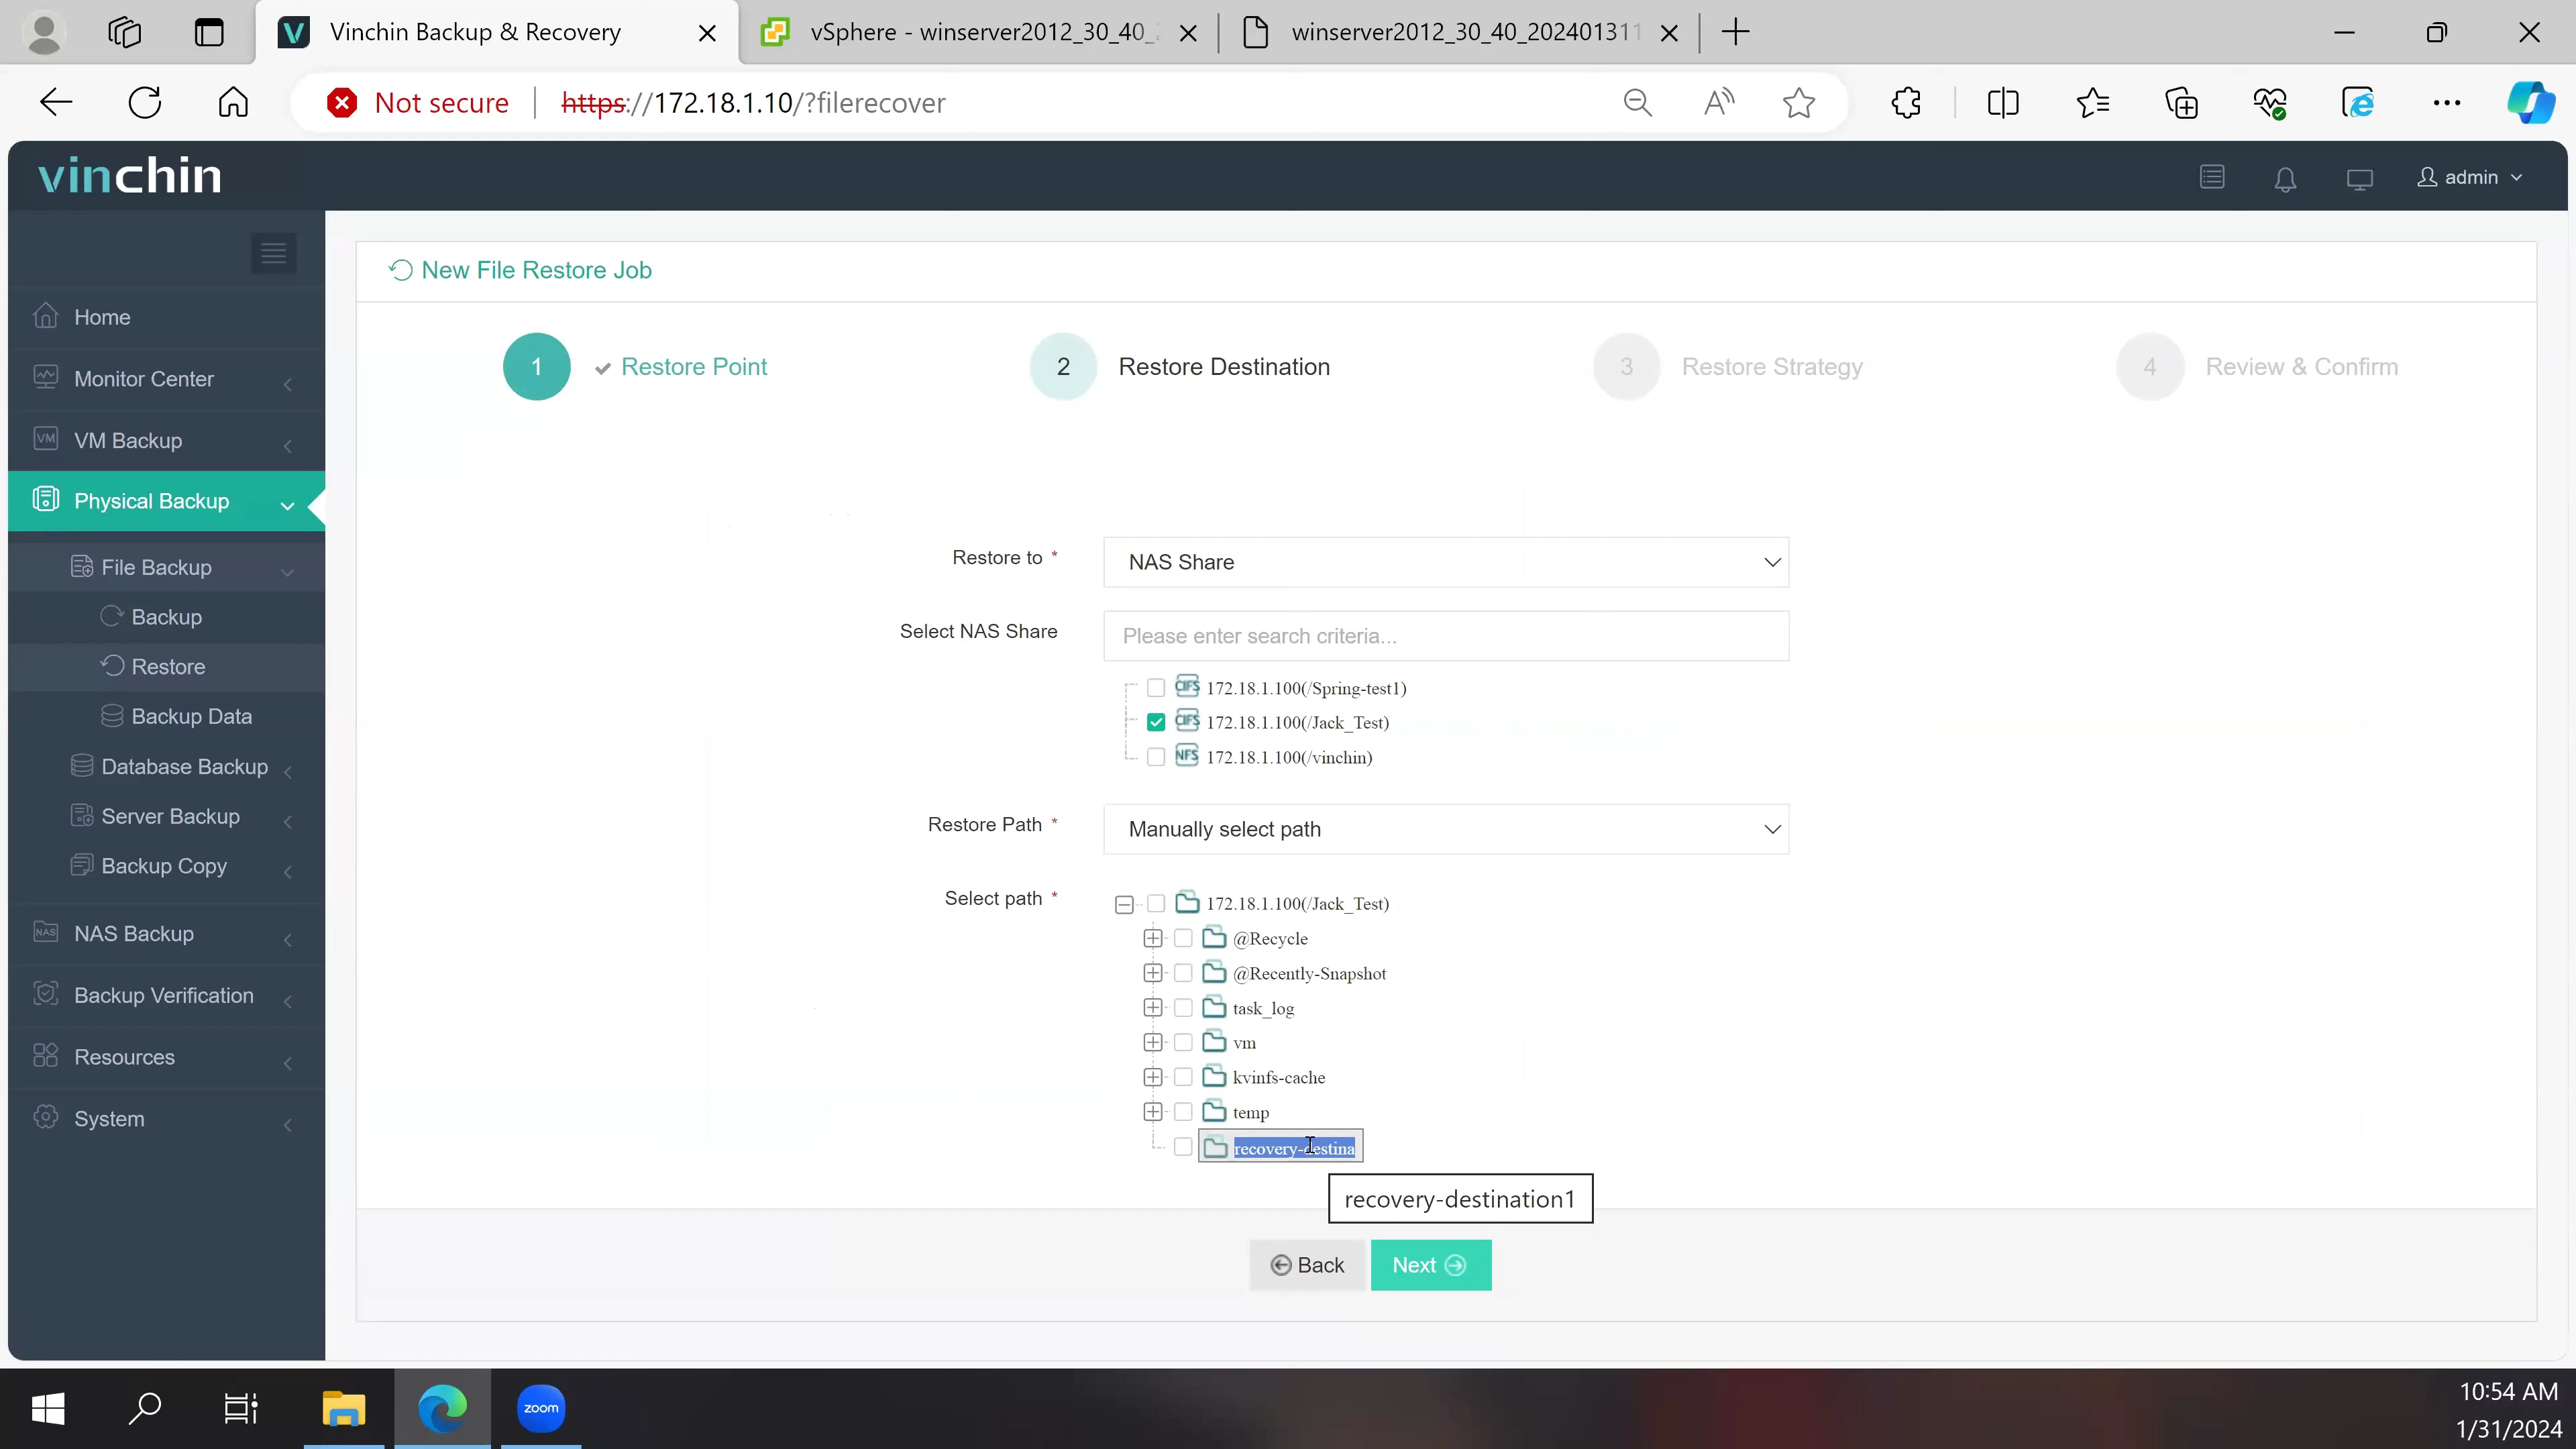 Vinchin Backup & Recovery
vSphere - winserver2012_30_40_
winserver2012_30_40_202401311
Not secure
https://172.18.1.10/?filerecover
vinchin
admin
Home
Monitor Center
VM Backup
Physical Backup
File Backup
Backup
Restore
Backup Data
Database Backup
Server Backup
Backup Copy
NAS Backup
Backup Verification
Resources
System
New File Restore Job
1 Restore Point
2 Restore Destination
3 Restore Strategy
4 Review & Confirm
Restore to *
NAS Share
Select NAS Share
Please enter search criteria...
CIFS 172.18.1.100(/Spring-test1)
CIFS 172.18.1.100(/Jack_Test)
NFS 172.18.1.100(/vinchin)
Restore Path *
Manually select path
Select path *
172.18.1.100(/Jack_Test)
@Recycle
@Recently-Snapshot
task_log
vm
kvinfs-cache
temp
recovery-destina
recovery-destination1
Back
Next
zoom
10:54 AM
1/31/2024